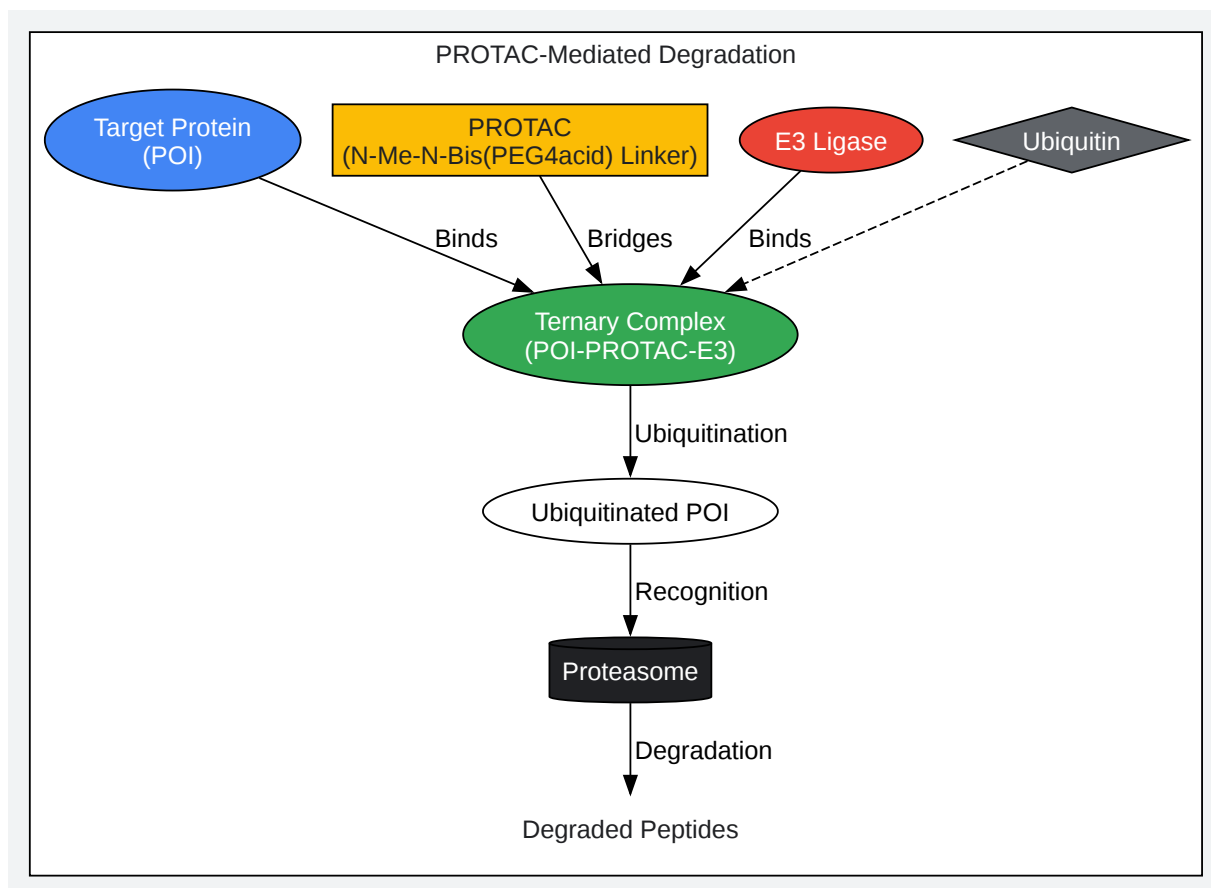 PROTAC-Mediated Degradation
Target Protein
(POI)
PROTAC
(N-Me-N-Bis(PEG4acid) Linker)
E3 Ligase
Ubiquitin
Binds
Bridges
Binds
Ternary Complex
(POI-PROTAC-E3)
Ubiquitination
Ubiquitinated POI
Recognition
Proteasome
Degradation
Degraded Peptides